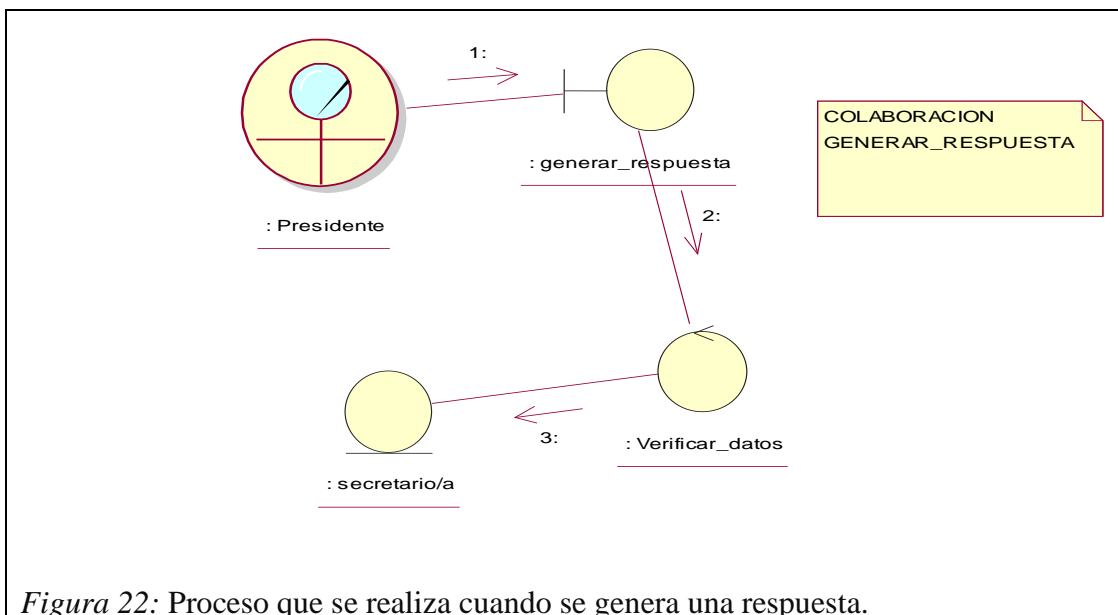 1:
COLABORACION
GENERAR_RESPUESTA
: generar_respuesta
: Presidente
2:
3:
: Verificar_datos
: secretario/a
Figura 22: Proceso que se realiza cuando se genera una respuesta.